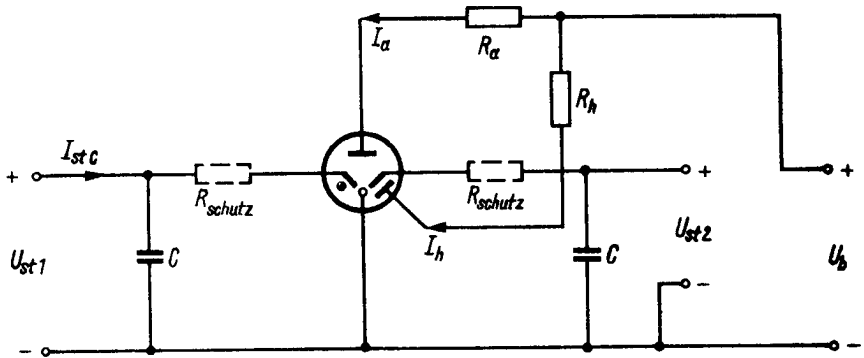 I_a
R_a
R_h
+
I_st c
R_schutz
R_schutz
+
+
U_st1
C
I_h
C
U_st2
U_b
-
-
-